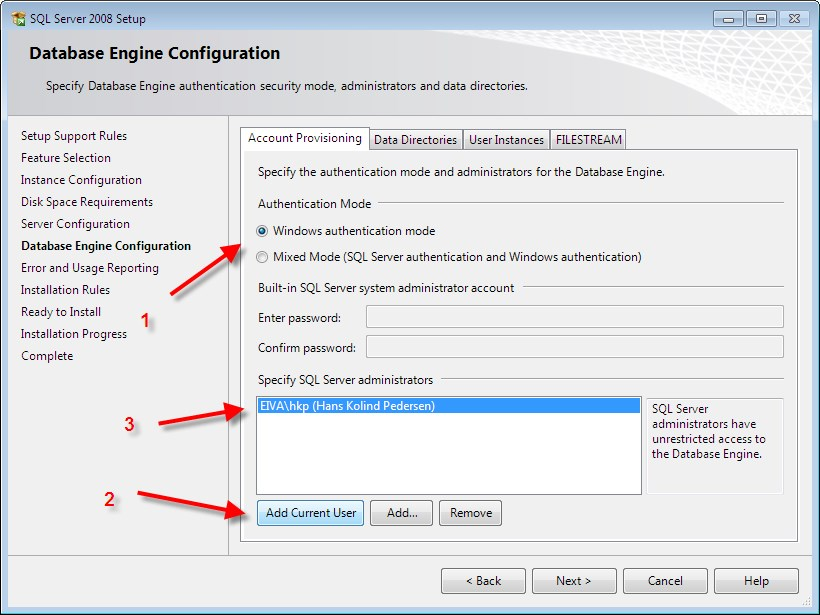 SQL Server 2008 Setup
Database Engine Configuration
Specify Database Engine authentication security mode, administrators and data directories.
Setup Support Rules
Feature Selection
Instance Configuration
Disk Space Requirements
Server Configuration
Database Engine Configuration
Error and Usage Reporting
Installation Rules
Ready to Install
Installation Progress
Complete
1
3
2
Account Provisioning Data Directories User Instances FILESTREAM
Specify the authentication mode and administrators for the Database Engine.
Authentication Mode
Windows authentication mode
Mixed Mode (SQL Server authentication and Windows authentication)
Built-in SQL Server system administrator account
Enter password:
Confirm password:
Specify SQL Server administrators
EIVA\hkp (Hans Kolind Pedersen)
SQL Server
administrators have
unrestricted access to
the Database Engine.
Add Current User Add... Remove
< Back Next > Cancel Help